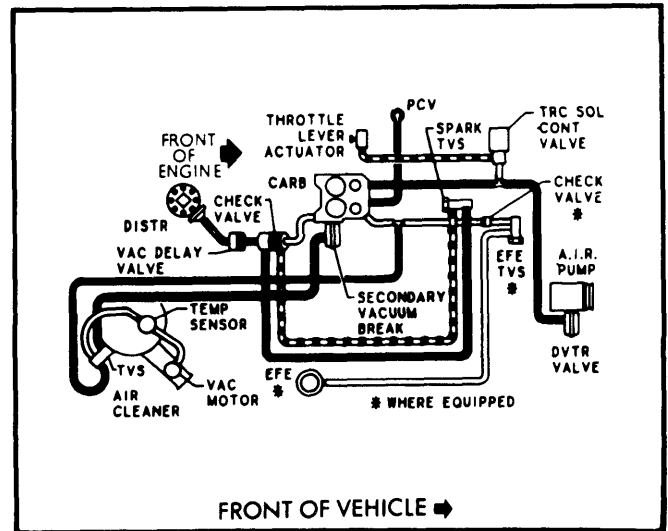 PCV
THROTTLE
LEVER
ACTUATOR
SPARK
TVS
TRC SOL
CONT
VALVE
FRONT
OF
ENGINE
CARB
CHECK
VALVE
CHECK
VALVE
*
DISTR
VAC DELAY
VALVE
EFE
TVS
*
A.I.R.
PUMP
TEMP
SENSOR
SECONDARY
VACUUM
BREAK
DVTR
VALVE
TVS
AIR
CLEANER
VAC
MOTOR
EFE
*
* WHERE EQUIPPED
FRONT OF VEHICLE